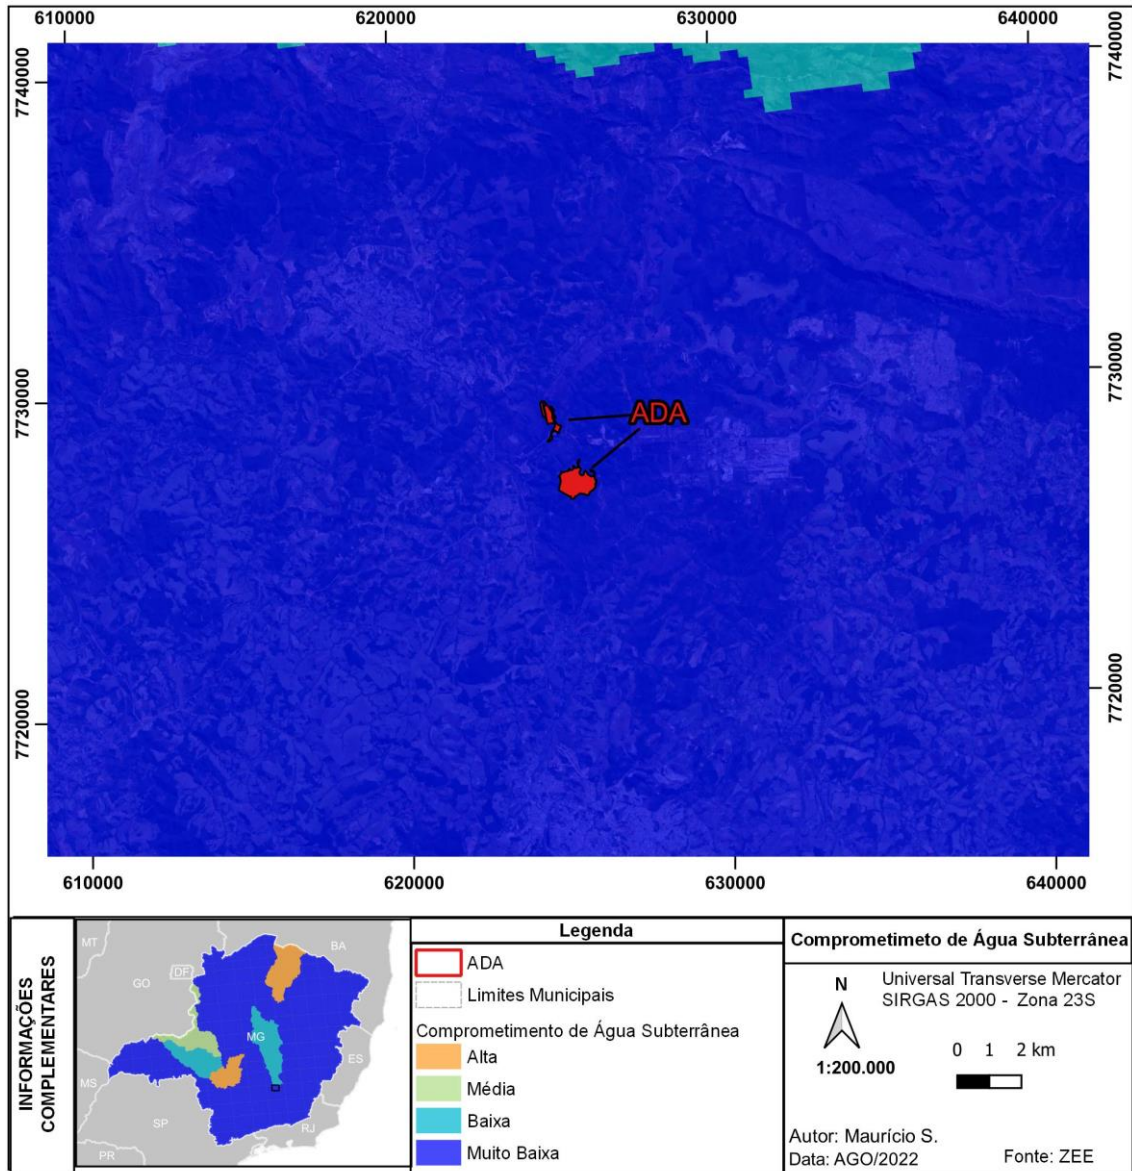 610000
620000
630000
640000
7740000
7740000
7730000
7730000
7720000
7720000
ADA
610000
620000
630000
640000
INFORMAÇÕES
COMPLEMENTARES
MT
BA
GO
DF
MG
ES
MS
SP
RJ
PR
Legenda
ADA
Limites Municipais
Comprometimento de Água Subterrânea
Alta
Média
Baixa
Muito Baixa
Comprometimeto de Água Subterrânea
N
1:200.000
Universal Transverse Mercator
SIRGAS 2000 - Zona 23S
0 1 2 km
Autor: Maurício S.
Data: AGO/2022
Fonte: ZEE